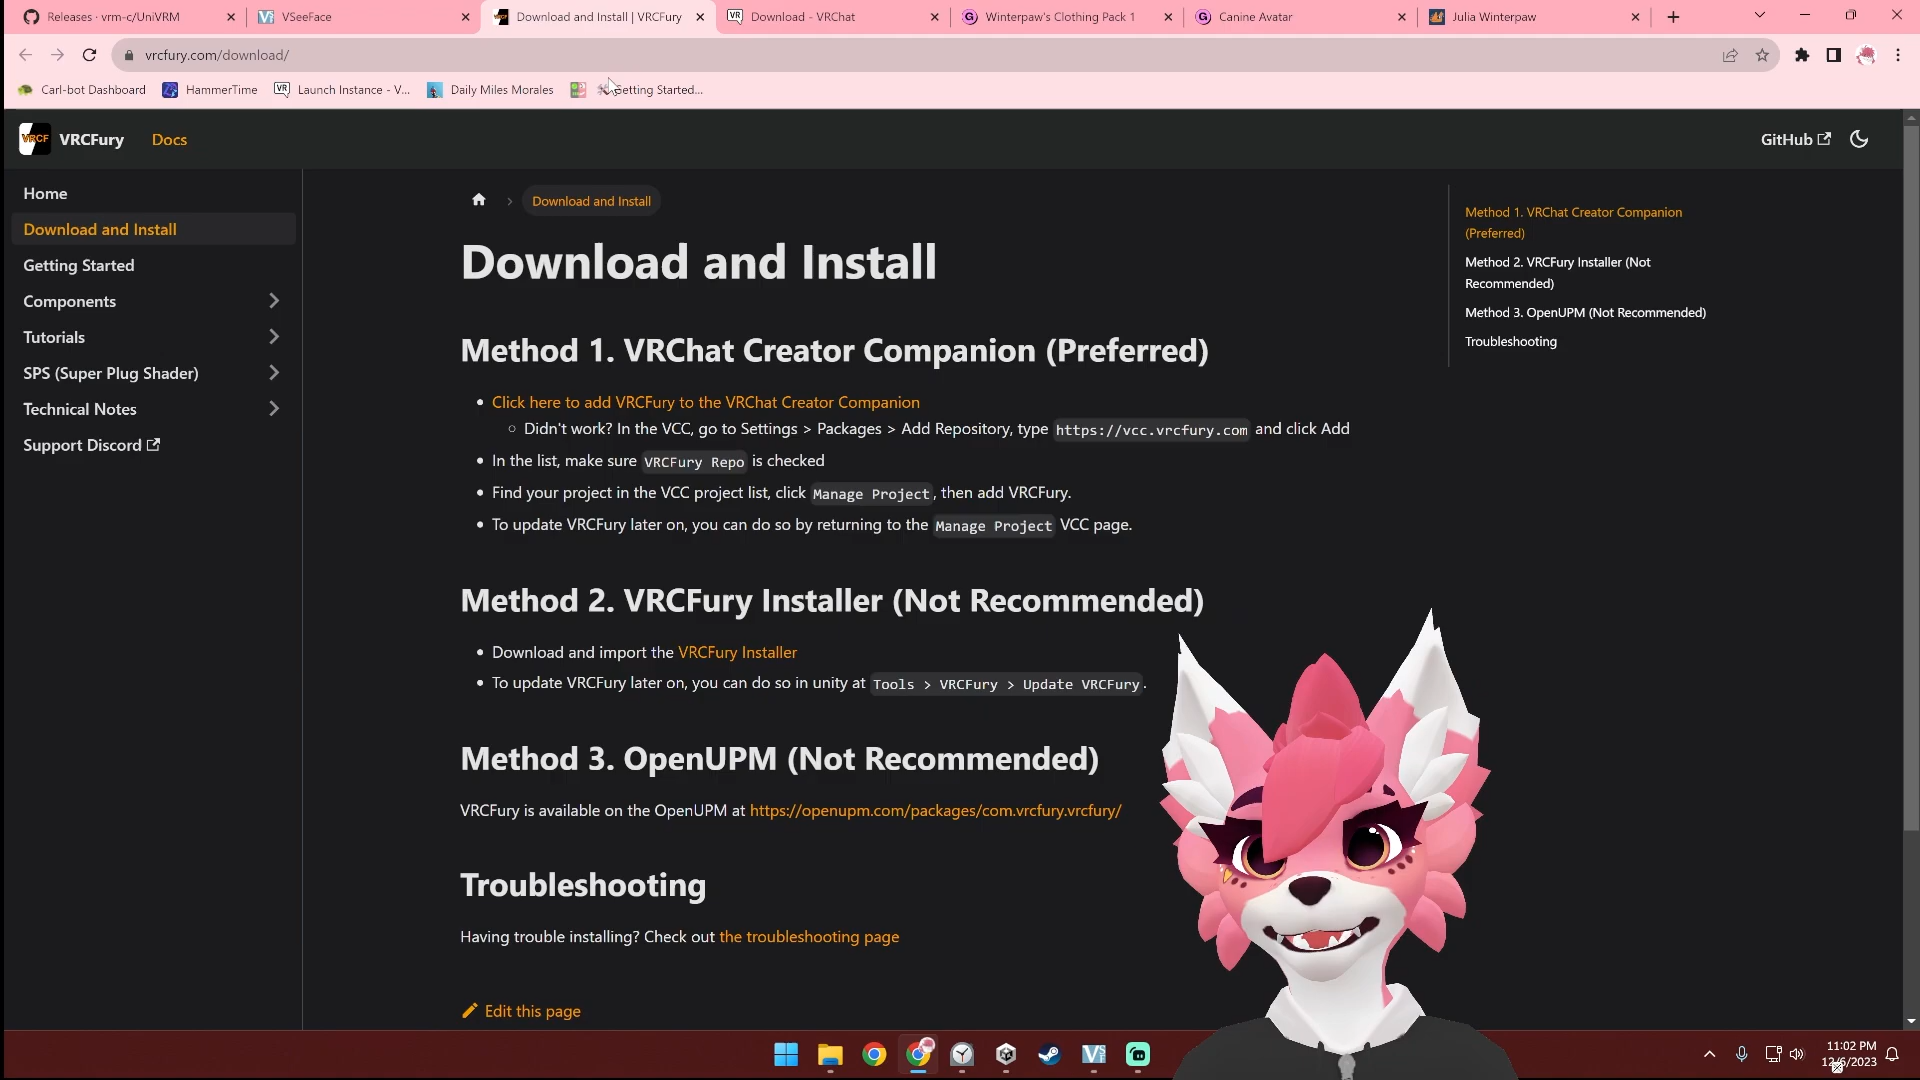 Releases · vrm-c/UniVRM
VSeeFace
Download and Install | VRCFury
Download - VRChat
Winterpaw's Clothing Pack 1
Canine Avatar
Julia Winterpaw
vrcfury.com/download/
Carl-bot Dashboard
HammerTime
Launch Instance - V...
Daily Miles Morales
Getting Started...
VRCFury
Docs
GitHub
Home
Download and Install
Getting Started
Components
Tutorials
SPS (Super Plug Shader)
Technical Notes
Support Discord
Download and Install
Download and Install
Method 1. VRChat Creator Companion (Preferred)
Click here to add VRCFury to the VRChat Creator Companion
Didn't work? In the VCC, go to Settings > Packages > Add Repository, type https://vcc.vrcfury.com and click Add
In the list, make sure VRCFury Repo is checked
Find your project in the VCC project list, click Manage Project, then add VRCFury.
To update VRCFury later on, you can do so by returning to the Manage Project VCC page.
Method 2. VRCFury Installer (Not Recommended)
Download and import the VRCFury Installer
To update VRCFury later on, you can do so in unity at Tools > VRCFury > Update VRCFury.
Method 3. OpenUPM (Not Recommended)
VRCFury is available on the OpenUPM at https://openupm.com/packages/com.vrcfury.vrcfury/
Troubleshooting
Having trouble installing? Check out the troubleshooting page
Edit this page
Method 1. VRChat Creator Companion
(Preferred)
Method 2. VRCFury Installer (Not
Recommended)
Method 3. OpenUPM (Not Recommended)
Troubleshooting
11:02 PM
12/6/2023